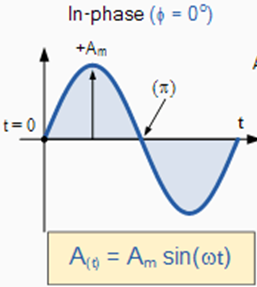 In-phase (ϕ = 0°)
+Aₘ
A
(π)
t = 0
t
A₍ₜ₎ = Aₘ sin(ωt)